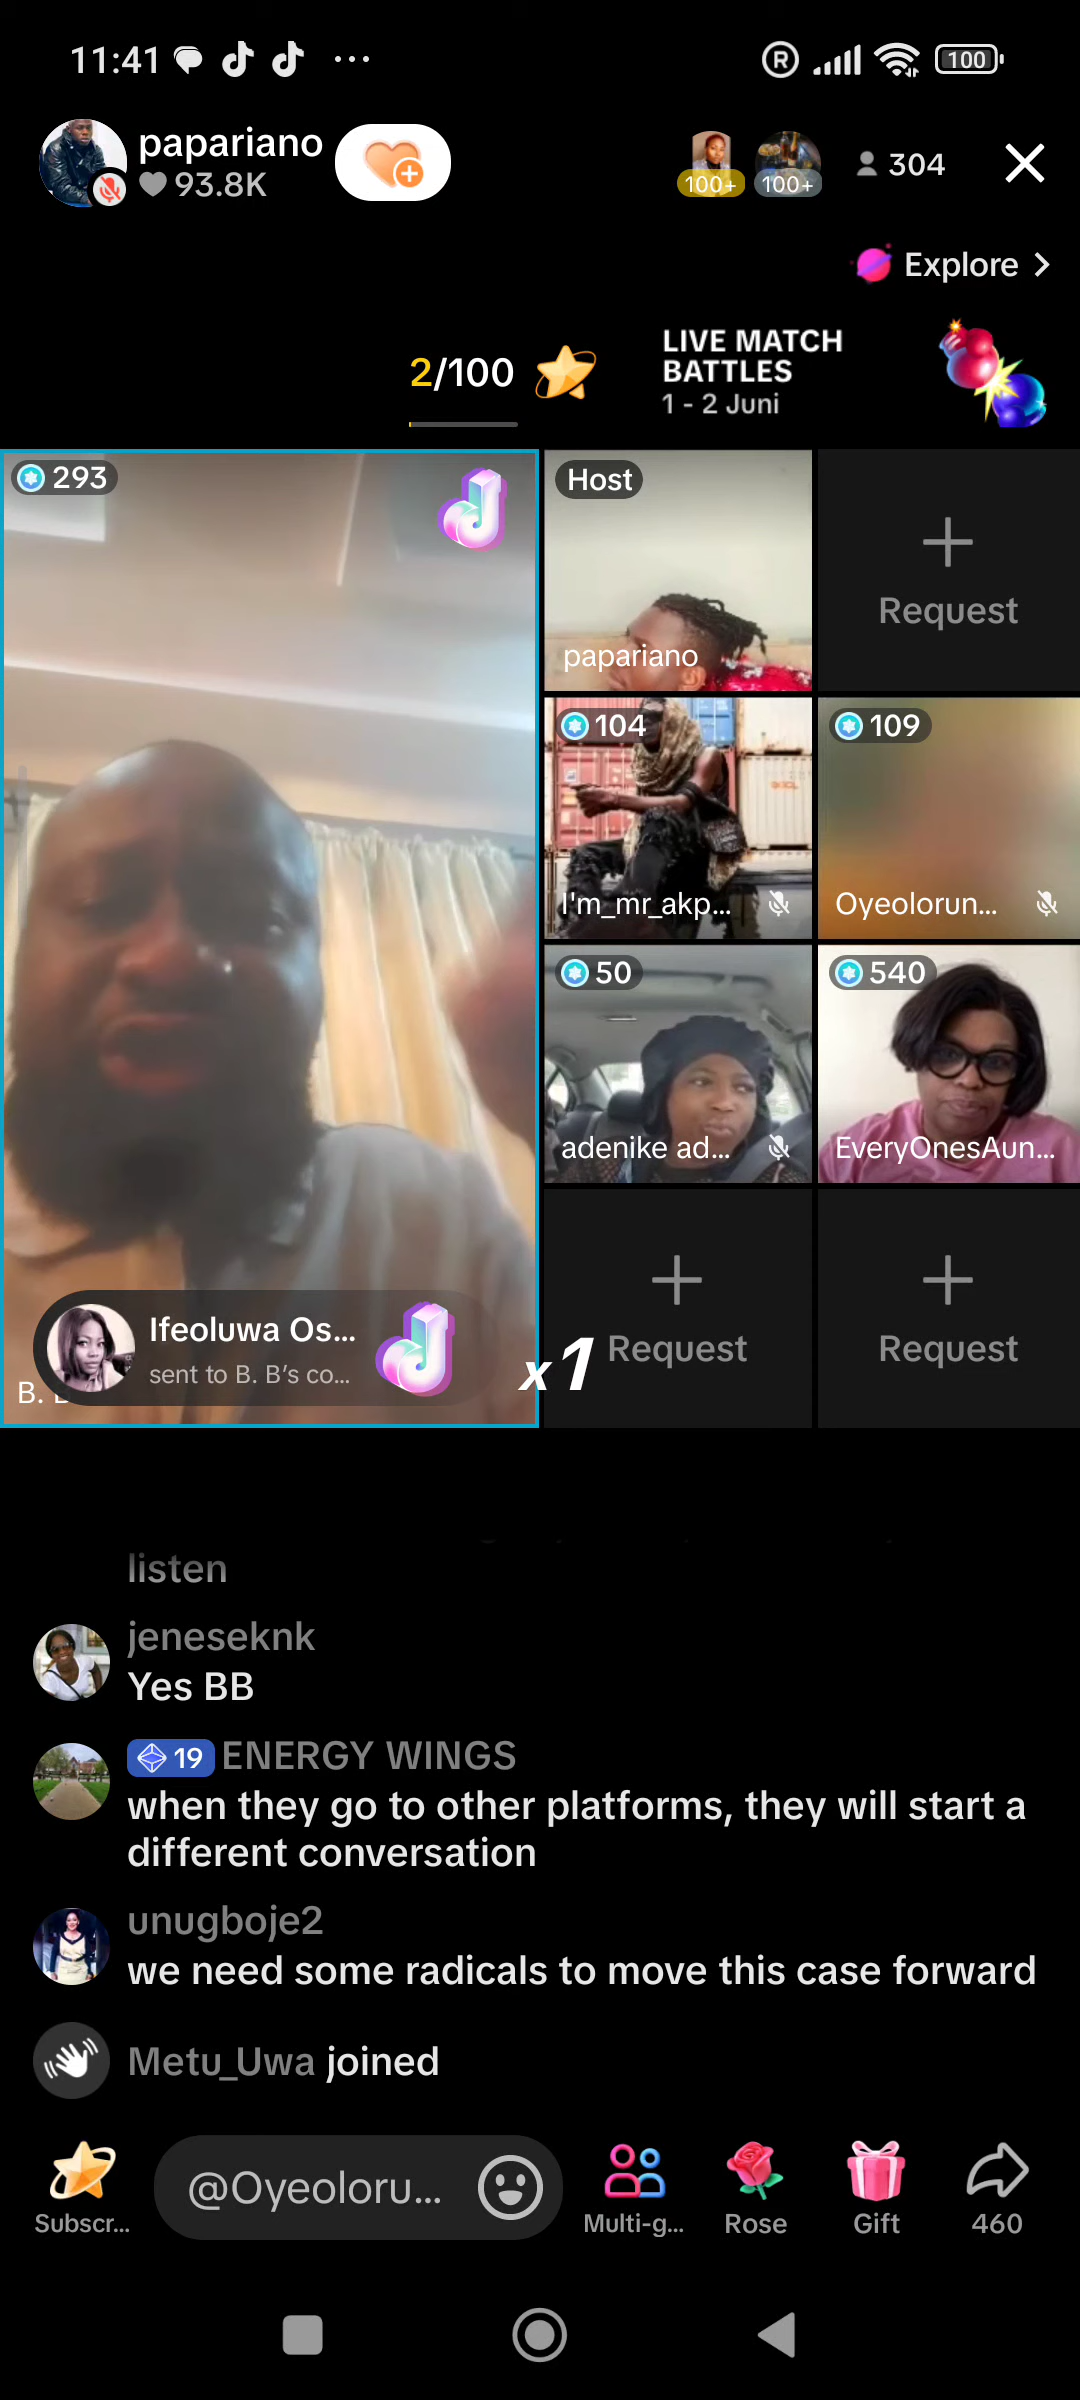 11:41
R
100
papariano
93.8K
100+
100+
304
Explore
2/100
LIVE MATCH
BATTLES
1 - 2 Juni
293
Host
papariano
Request
104
I'm_mr_akp...
109
Oyeolorun...
50
adenike ad...
540
EveryOnesAun...
Ifeoluwa Os...
sent to B. B's co...
x1
B.
Request
Request
listen
jeneseknk
Yes BB
19 ENERGY WINGS
when they go to other platforms, they will start a
different conversation
unugboje2
we need some radicals to move this case forward
Metu_Uwa joined
@Oyeoloru...
Subscr...
Multi-g...
Rose
Gift
460